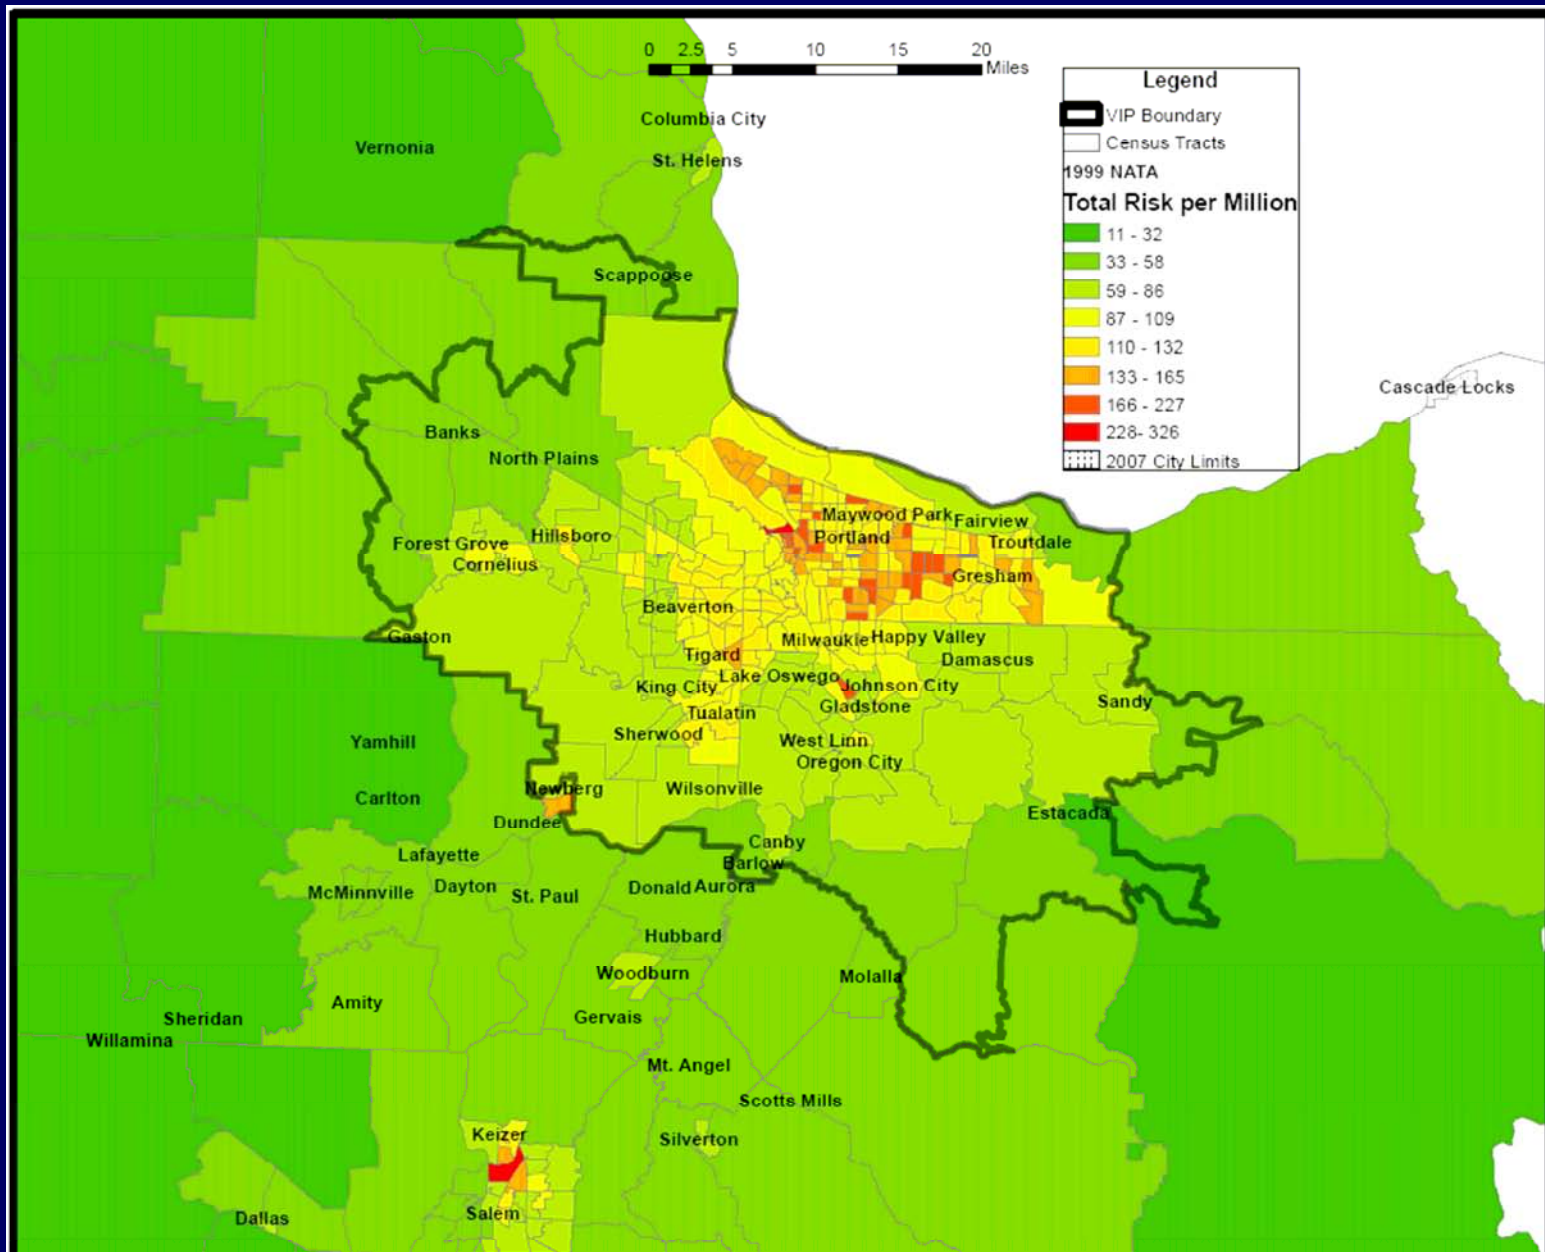 0 2.5 5 10 15 20
Miles
Legend
VIP Boundary
Census Tracts
1999 NATA
Total Risk per Million
11 - 32
33 - 58
59 - 86
87 - 109
110 - 132
133 - 165
166 - 227
228- 326
2007 City Limits
Columbia City
Vernonia
St. Helens
Scappoose
Cascade Locks
Banks
North Plains
Maywood Park
Fairview
Hillsboro
Portland
Forest Grove
Troutdale
Cornelius
Gresham
Beaverton
Gaston
Milwaukie
Happy Valley
Tigard
Damascus
Lake Oswego
King City
Johnson City
Sandy
Gladstone
Tualatin
Sherwood
Yamhill
West Linn
Oregon City
Newberg
Wilsonville
Carlton
Estacada
Dundee
Canby
Lafayette
Barlow
McMinnville
Dayton
St. Paul
Donald
Aurora
Hubbard
Woodburn
Molalla
Amity
Gervais
Sheridan
Willamina
Mt. Angel
Scotts Mills
Keizer
Silverton
Salem
Dallas